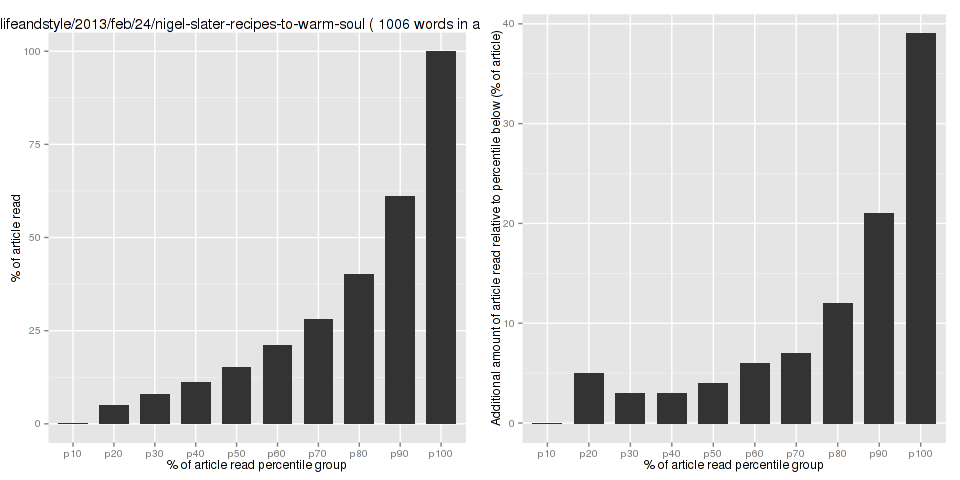 lifeandstyle/2013/feb/24/nigel-slater-recipes-to-warm-soul ( 1006 words in a
% of article read
100
75
50
25
0
p10 p20 p30 p40 p50 p60 p70 p80 p90 p100
% of article read percentile group
Additional amount of article read relative to percentile below (% of article)
40
30
20
10
0
p10 p20 p30 p40 p50 p60 p70 p80 p90 p100
% of article read percentile group